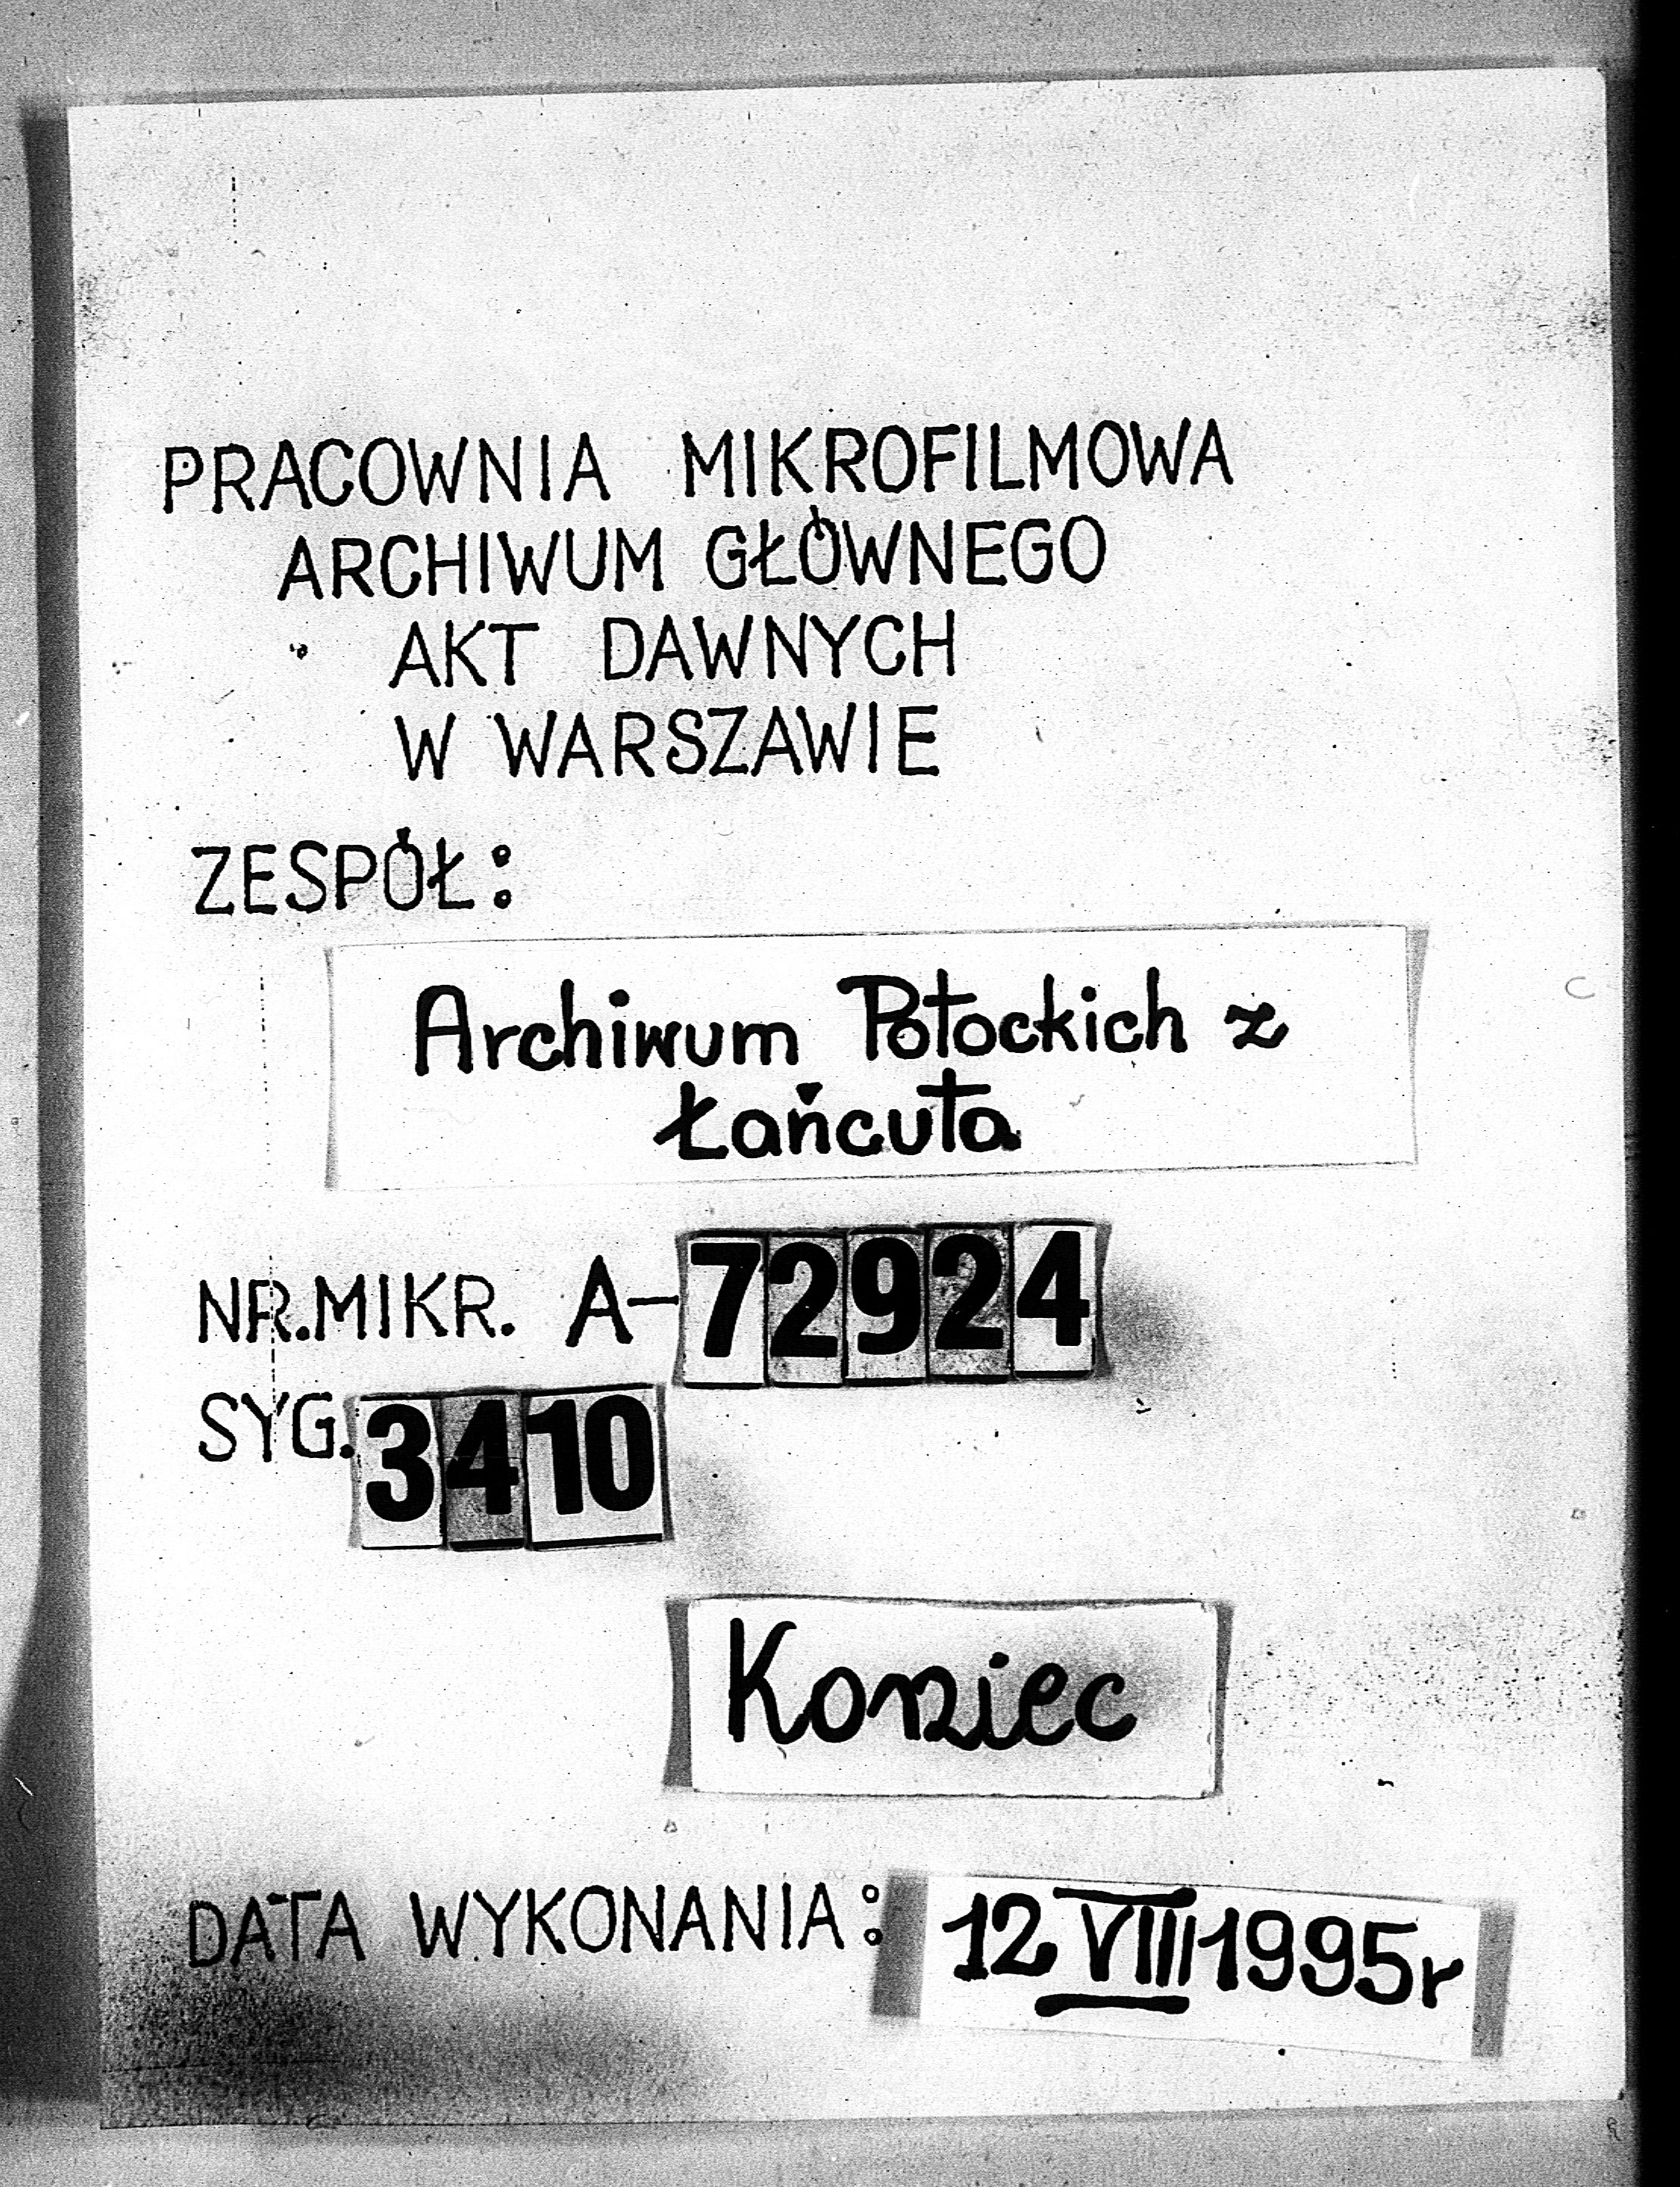 PRACOWNIA MIKROFILMOWA
ARCHIWUM GŁÓWNEGO
AKT DAWNYCH
W WARSZAWIE
ZESPÓŁ:
Archiwum Potockich z
Łańcuta
NR.MIKR. A-72924
SYG. 3410
Koniec
DATA WYKONANIA: 12 VIII 1995r